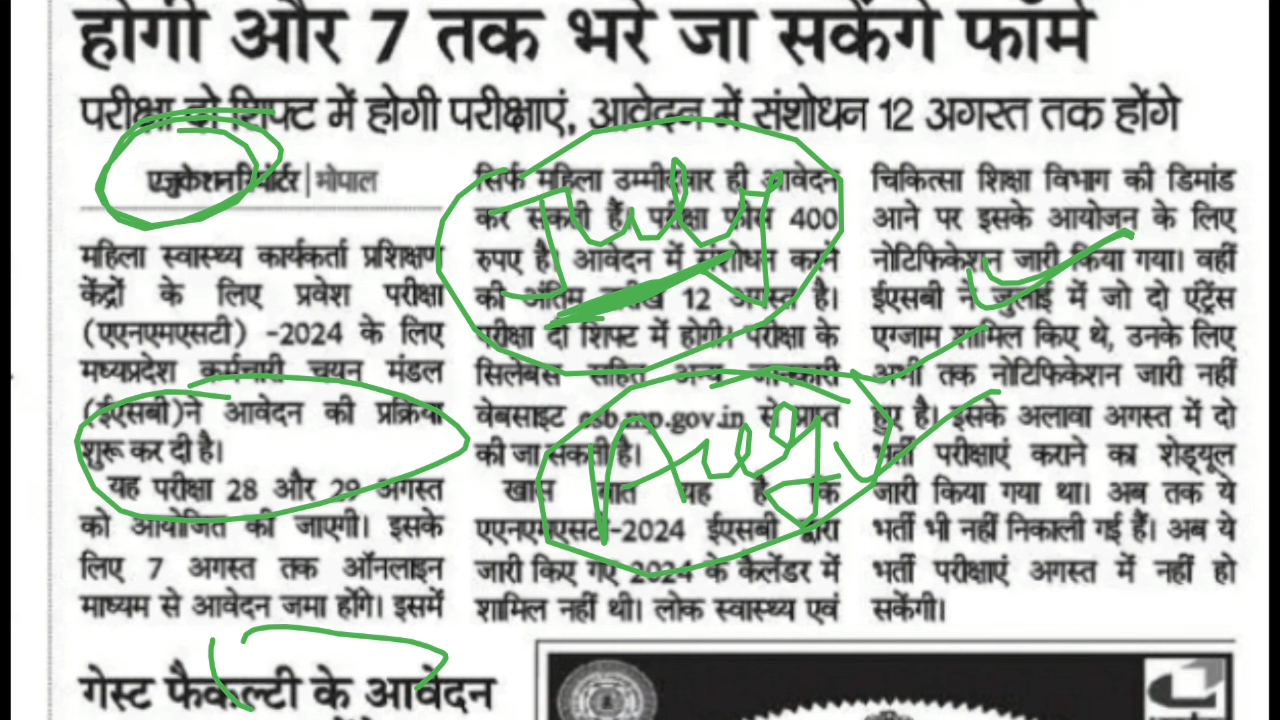 होगी और 7 तक भरे जा सकेंगे फॉर्म
परीक्षा दो शिफ्ट में होगी परीक्षाएं, आवेदन में संशोधन 12 अगस्त तक होंगे
एजुकेशन रिपोर्टर | भोपाल
महिला स्वास्थ्य कार्यकर्ता प्रशिक्षण
केंद्रों के लिए प्रवेश परीक्षा
(एएनएमएसटी) -2024 के लिए
मध्यप्रदेश कर्मचारी चयन मंडल
(ईएसबी)ने आवेदन की प्रक्रिया
शुरू कर दी है।
यह परीक्षा 28 और 29 अगस्त
को आयोजित की जाएगी। इसके
लिए 7 अगस्त तक ऑनलाइन
माध्यम से आवेदन जमा होंगे। इसमें
सिर्फ महिला उम्मीदवार ही आवेदन
कर सकती हैं। परीक्षा फीस 400
रुपए है। आवेदन में संशोधन करने
की अंतिम तारीख 12 अगस्त है।
परीक्षा दो शिफ्ट में होगी। परीक्षा के
सिलेबस सहित अन्य जानकारी
वेबसाइट esb.mp.gov.in से प्राप्त
की जा सकती है।
खास बात यह है कि
एएनएमएसटी-2024 ईएसबी द्वारा
जारी किए गए 2024 के कैलेंडर में
शामिल नहीं थी। लोक स्वास्थ्य एवं
चिकित्सा शिक्षा विभाग की डिमांड
आने पर इसके आयोजन के लिए
नोटिफिकेशन जारी किया गया। वहीं
ईएसबी ने जुलाई में जो दो एंट्रेंस
एग्जाम शामिल किए थे, उनके लिए
अभी तक नोटिफिकेशन जारी नहीं
हुए है। इसके अलावा अगस्त में दो
भर्ती परीक्षाएं कराने का शेड्यूल
जारी किया गया था। अब तक ये
भर्ती भी नहीं निकाली गई हैं। अब ये
भर्ती परीक्षाएं अगस्त में नहीं हो
सकेंगी।
गेस्ट फैकल्टी के आवेदन